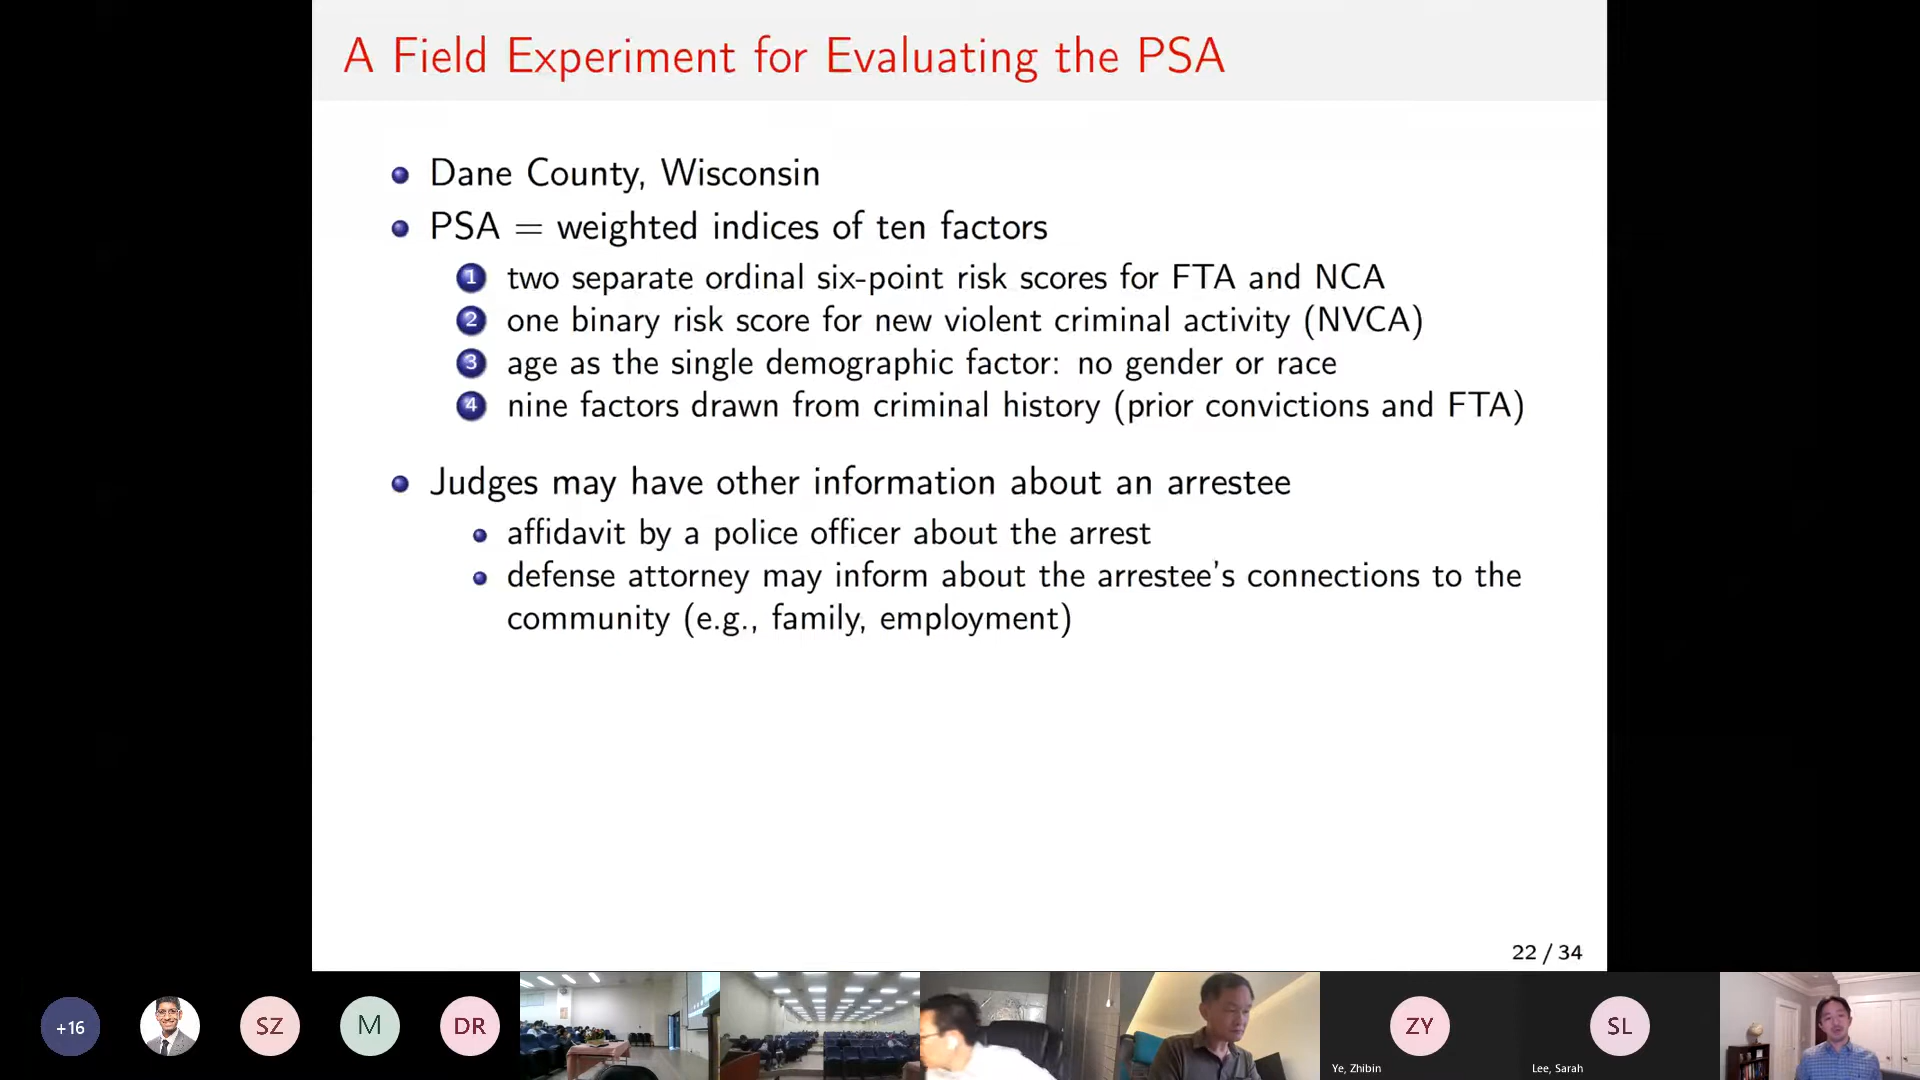 A Field Experiment for Evaluating the PSA
Dane County, Wisconsin
PSA = weighted indices of ten factors
1 two separate ordinal six-point risk scores for FTA and NCA
2 one binary risk score for new violent criminal activity (NVCA)
3 age as the single demographic factor: no gender or race
4 nine factors drawn from criminal history (prior convictions and FTA)
Judges may have other information about an arrestee
affidavit by a police officer about the arrest
defense attorney may inform about the arrestee's connections to the
community (e.g., family, employment)
22 / 34
+16
SZ
M
DR
ZY
SL
Ye, Zhibin
Lee, Sarah